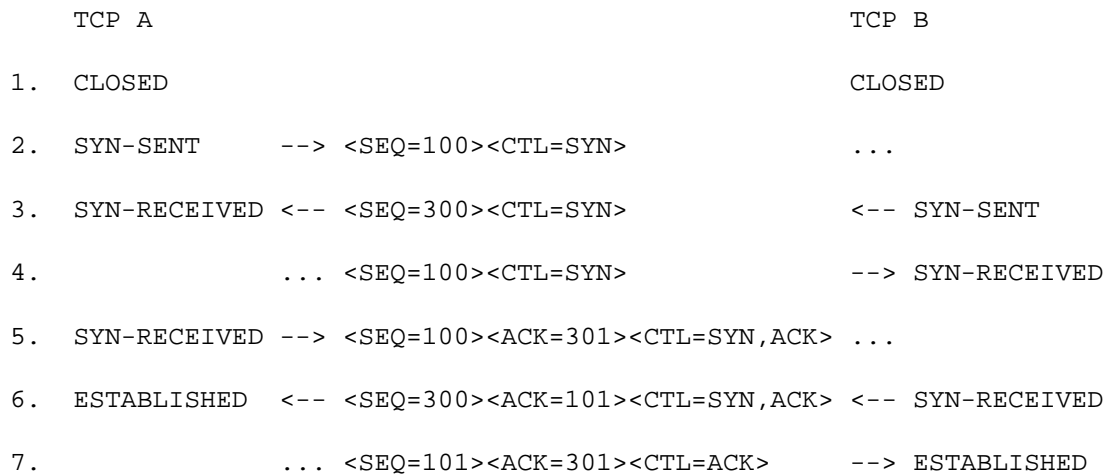 TCP A                                            TCP B
1.  CLOSED                                           CLOSED
2.  SYN-SENT     --> <SEQ=100><CTL=SYN>              ...
3.  SYN-RECEIVED <-- <SEQ=300><CTL=SYN>              <-- SYN-SENT
4.               ... <SEQ=100><CTL=SYN>              --> SYN-RECEIVED
5.  SYN-RECEIVED --> <SEQ=100><ACK=301><CTL=SYN,ACK> ...
6.  ESTABLISHED  <-- <SEQ=300><ACK=101><CTL=SYN,ACK> <-- SYN-RECEIVED
7.               ... <SEQ=101><ACK=301><CTL=ACK>     --> ESTABLISHED